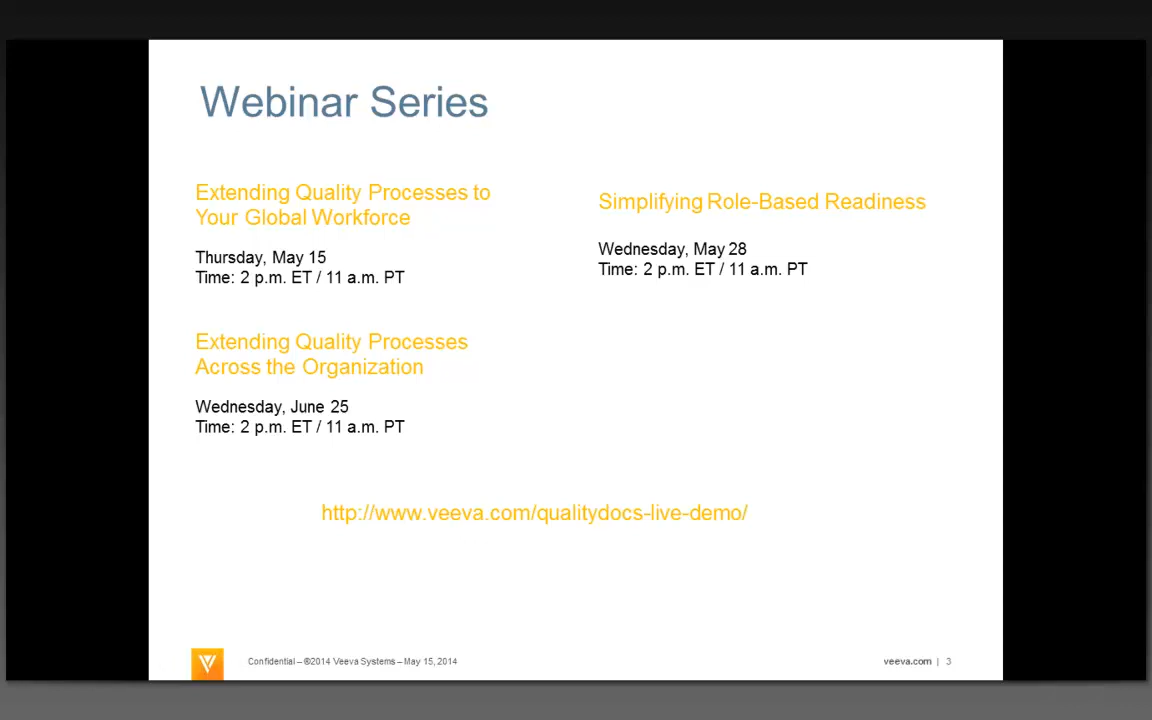 Webinar Series
Extending Quality Processes to
Your Global Workforce
Thursday, May 15
Time: 2 p.m. ET / 11 a.m. PT
Simplifying Role-Based Readiness
Wednesday, May 28
Time: 2 p.m. ET / 11 a.m. PT
Extending Quality Processes
Across the Organization
Wednesday, June 25
Time: 2 p.m. ET / 11 a.m. PT
http://www.veeva.com/qualitydocs-live-demo/
Confidential – ©2014 Veeva Systems – May 15, 2014
veeva.com | 3